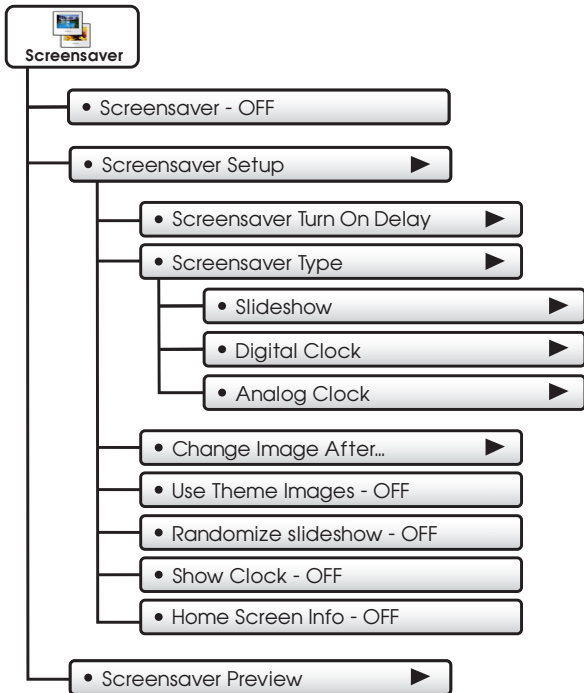 Screensaver
• Screensaver - OFF
• Screensaver Setup
• Screensaver Turn On Delay
• Screensaver Type
• Slideshow
• Digital Clock
• Analog Clock
• Change Image After...
• Use Theme Images - OFF
• Randomize slideshow - OFF
• Show Clock - OFF
• Home Screen Info - OFF
• Screensaver Preview